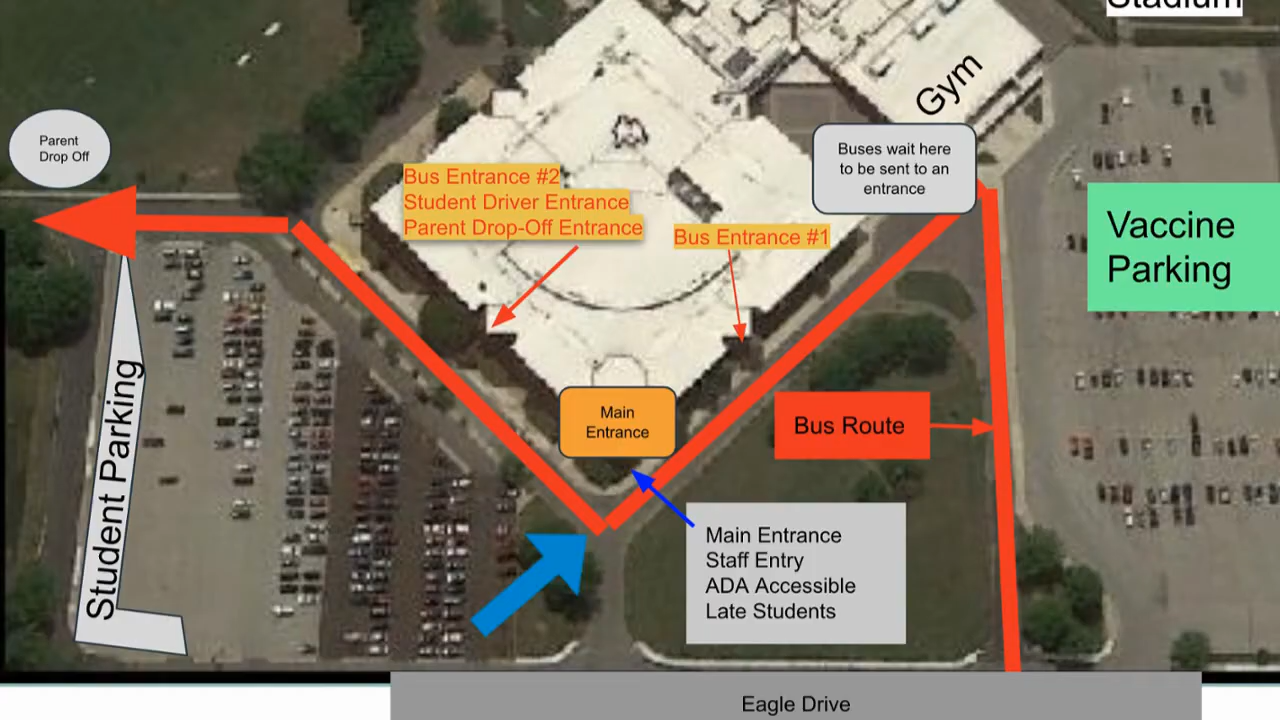 Stadium
Gym
Parent
Drop Off
Buses wait here
to be sent to an
entrance
Bus Entrance #2
Student Driver Entrance
Parent Drop-Off Entrance
Bus Entrance #1
Vaccine
Parking
Student Parking
Main
Entrance
Bus Route
Main Entrance
Staff Entry
ADA Accessible
Late Students
Eagle Drive